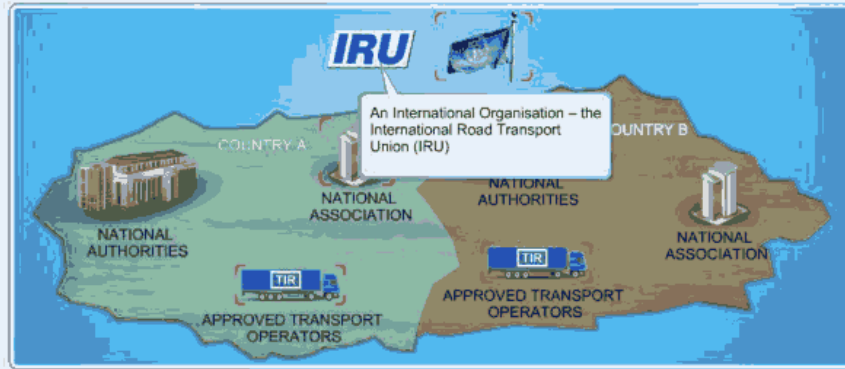 IRU
An International Organisation – the
International Road Transport
Union (IRU)
COUNTRY A
OUNTRY B
NATIONAL
AUTHORITIES
NATIONAL
ASSOCIATION
NATIONAL
AUTHORITIES
NATIONAL
ASSOCIATION
TIR
APPROVED TRANSPORT
OPERATORS
TIR
APPROVED TRANSPORT
OPERATORS